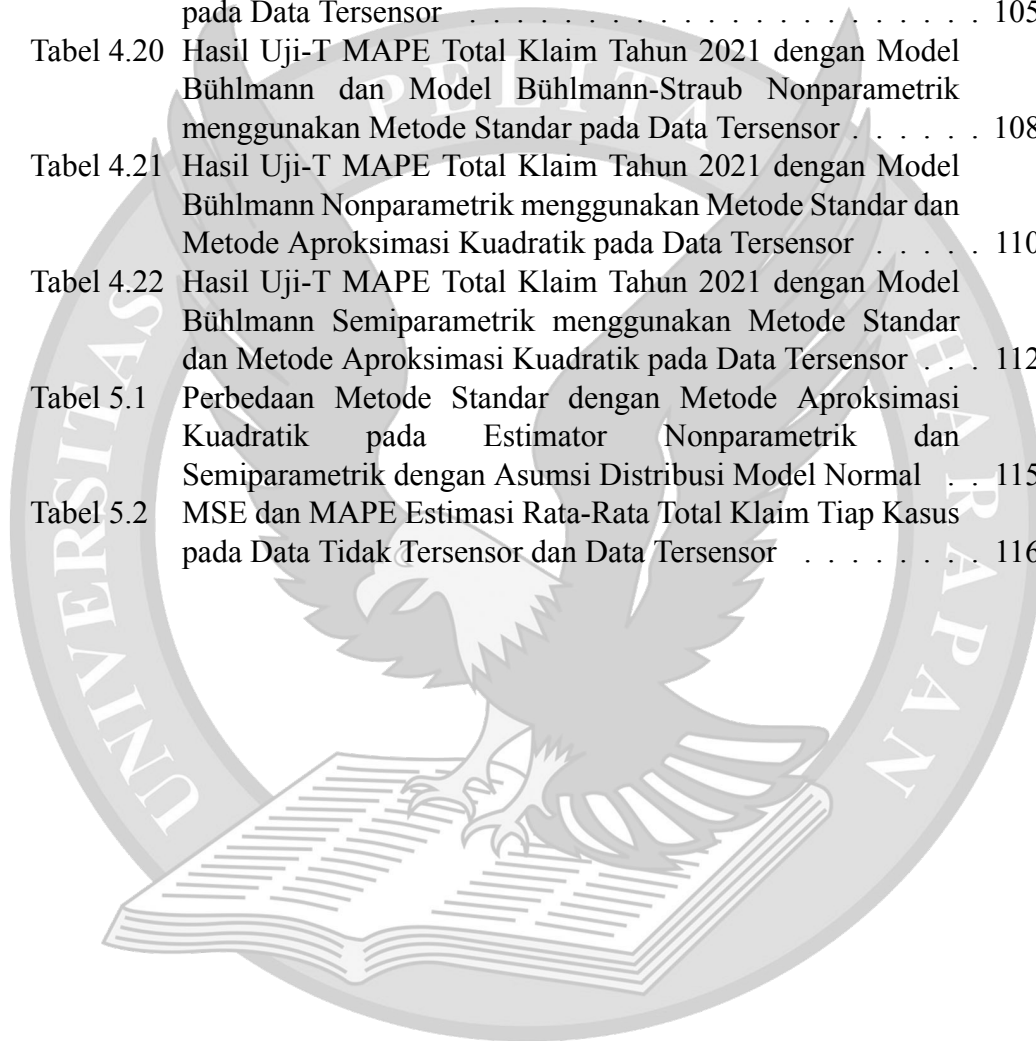 pada Data Tersensor . . . . . . . . . . . . . . . . . . . . . . 105
Tabel 4.20 Hasil Uji-T MAPE Total Klaim Tahun 2021 dengan Model
Bühlmann dan Model Bühlmann-Straub Nonparametrik
menggunakan Metode Standar pada Data Tersensor . . . . . . 108
Tabel 4.21 Hasil Uji-T MAPE Total Klaim Tahun 2021 dengan Model
Bühlmann Nonparametrik menggunakan Metode Standar dan
Metode Aproksimasi Kuadratik pada Data Tersensor . . . . . 110
Tabel 4.22 Hasil Uji-T MAPE Total Klaim Tahun 2021 dengan Model
Bühlmann Semiparametrik menggunakan Metode Standar
dan Metode Aproksimasi Kuadratik pada Data Tersensor . . . 112
Tabel 5.1 Perbedaan Metode Standar dengan Metode Aproksimasi
Kuadratik pada Estimator Nonparametrik dan
Semiparametrik dengan Asumsi Distribusi Model Normal . . 115
Tabel 5.2 MSE dan MAPE Estimasi Rata-Rata Total Klaim Tiap Kasus
pada Data Tidak Tersensor dan Data Tersensor . . . . . . . . 116
UNIVERSITAS
PELITA
HARAPAN